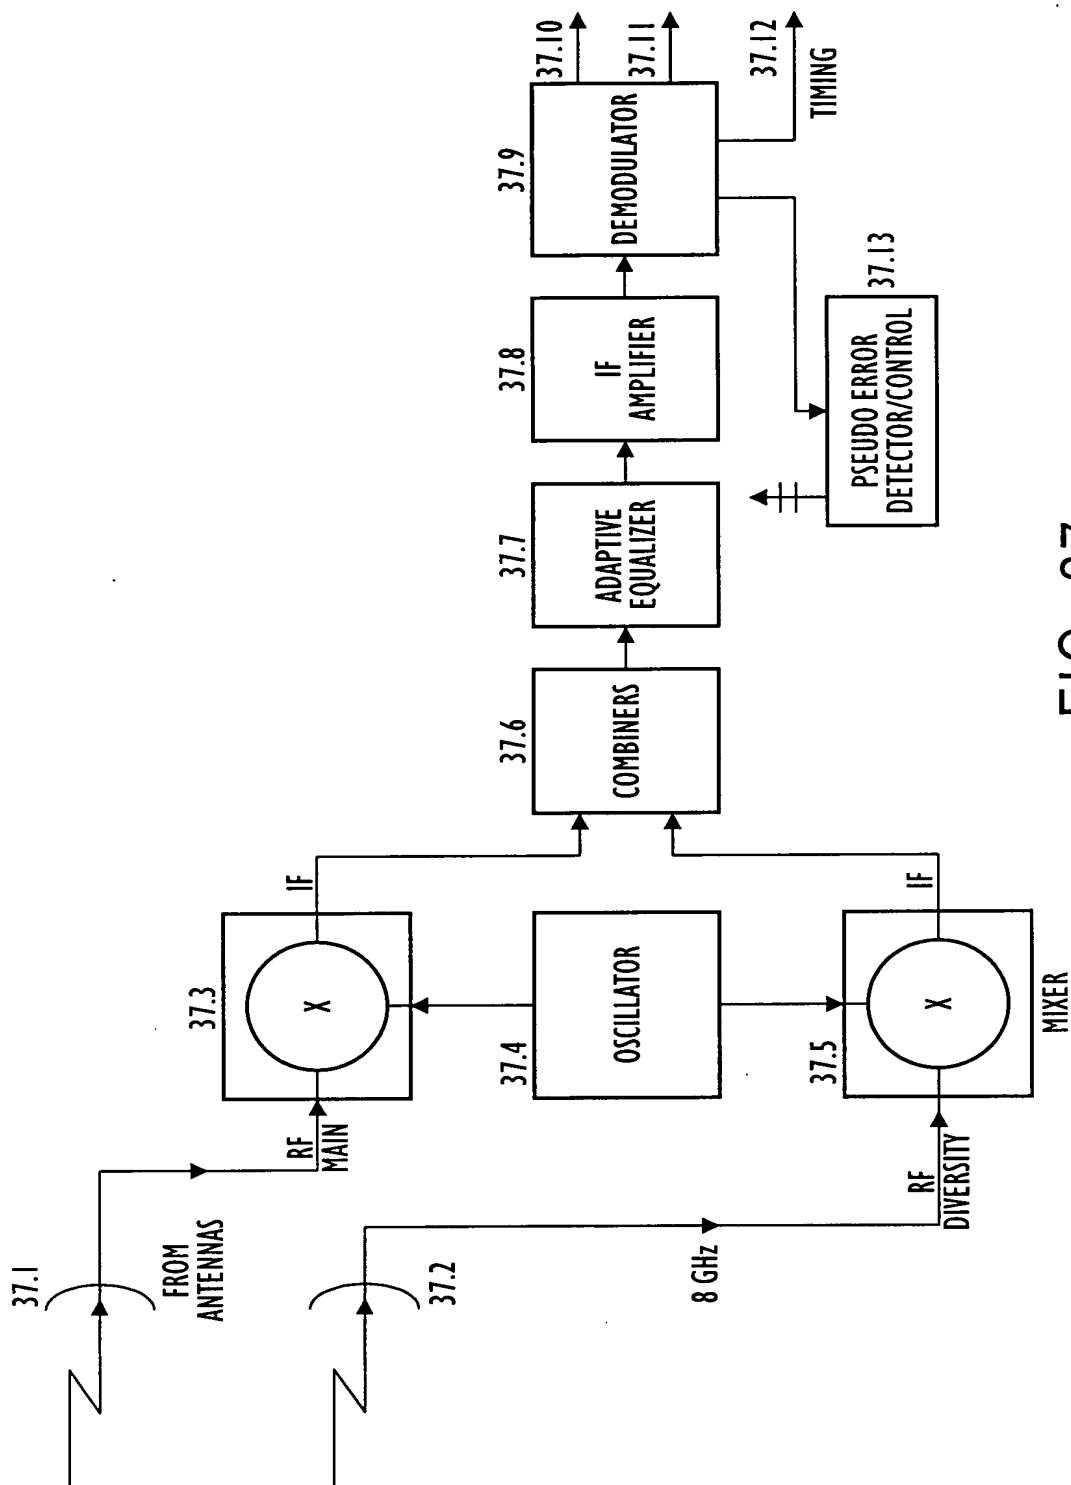 37.1
FROM
ANTENNAS
37.2
8 GHz
RF
MAIN
RF
DIVERSITY
37.3
X
IF
37.4
OSCILLATOR
37.5
X
IF
MIXER
37.6
COMBINERS
37.7
ADAPTIVE
EQUALIZER
37.8
IF
AMPLIFIER
37.9
DEMODULATOR
37.10
37.11
37.12
TIMING
PSEUDO ERROR
DETECTOR/CONTROL
37.13